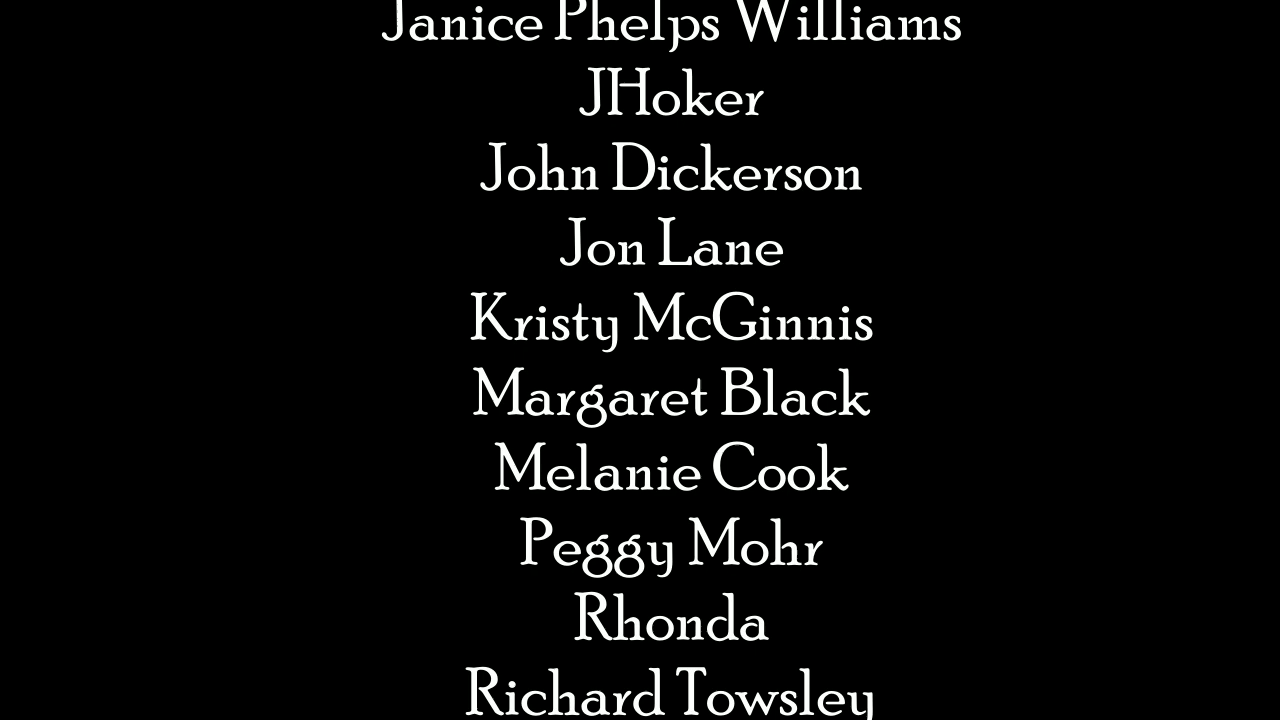 Janice Phelps Williams
JHoker
John Dickerson
Jon Lane
Kristy McGinnis
Margaret Black
Melanie Cook
Peggy Mohr
Rhonda
Richard Towsley